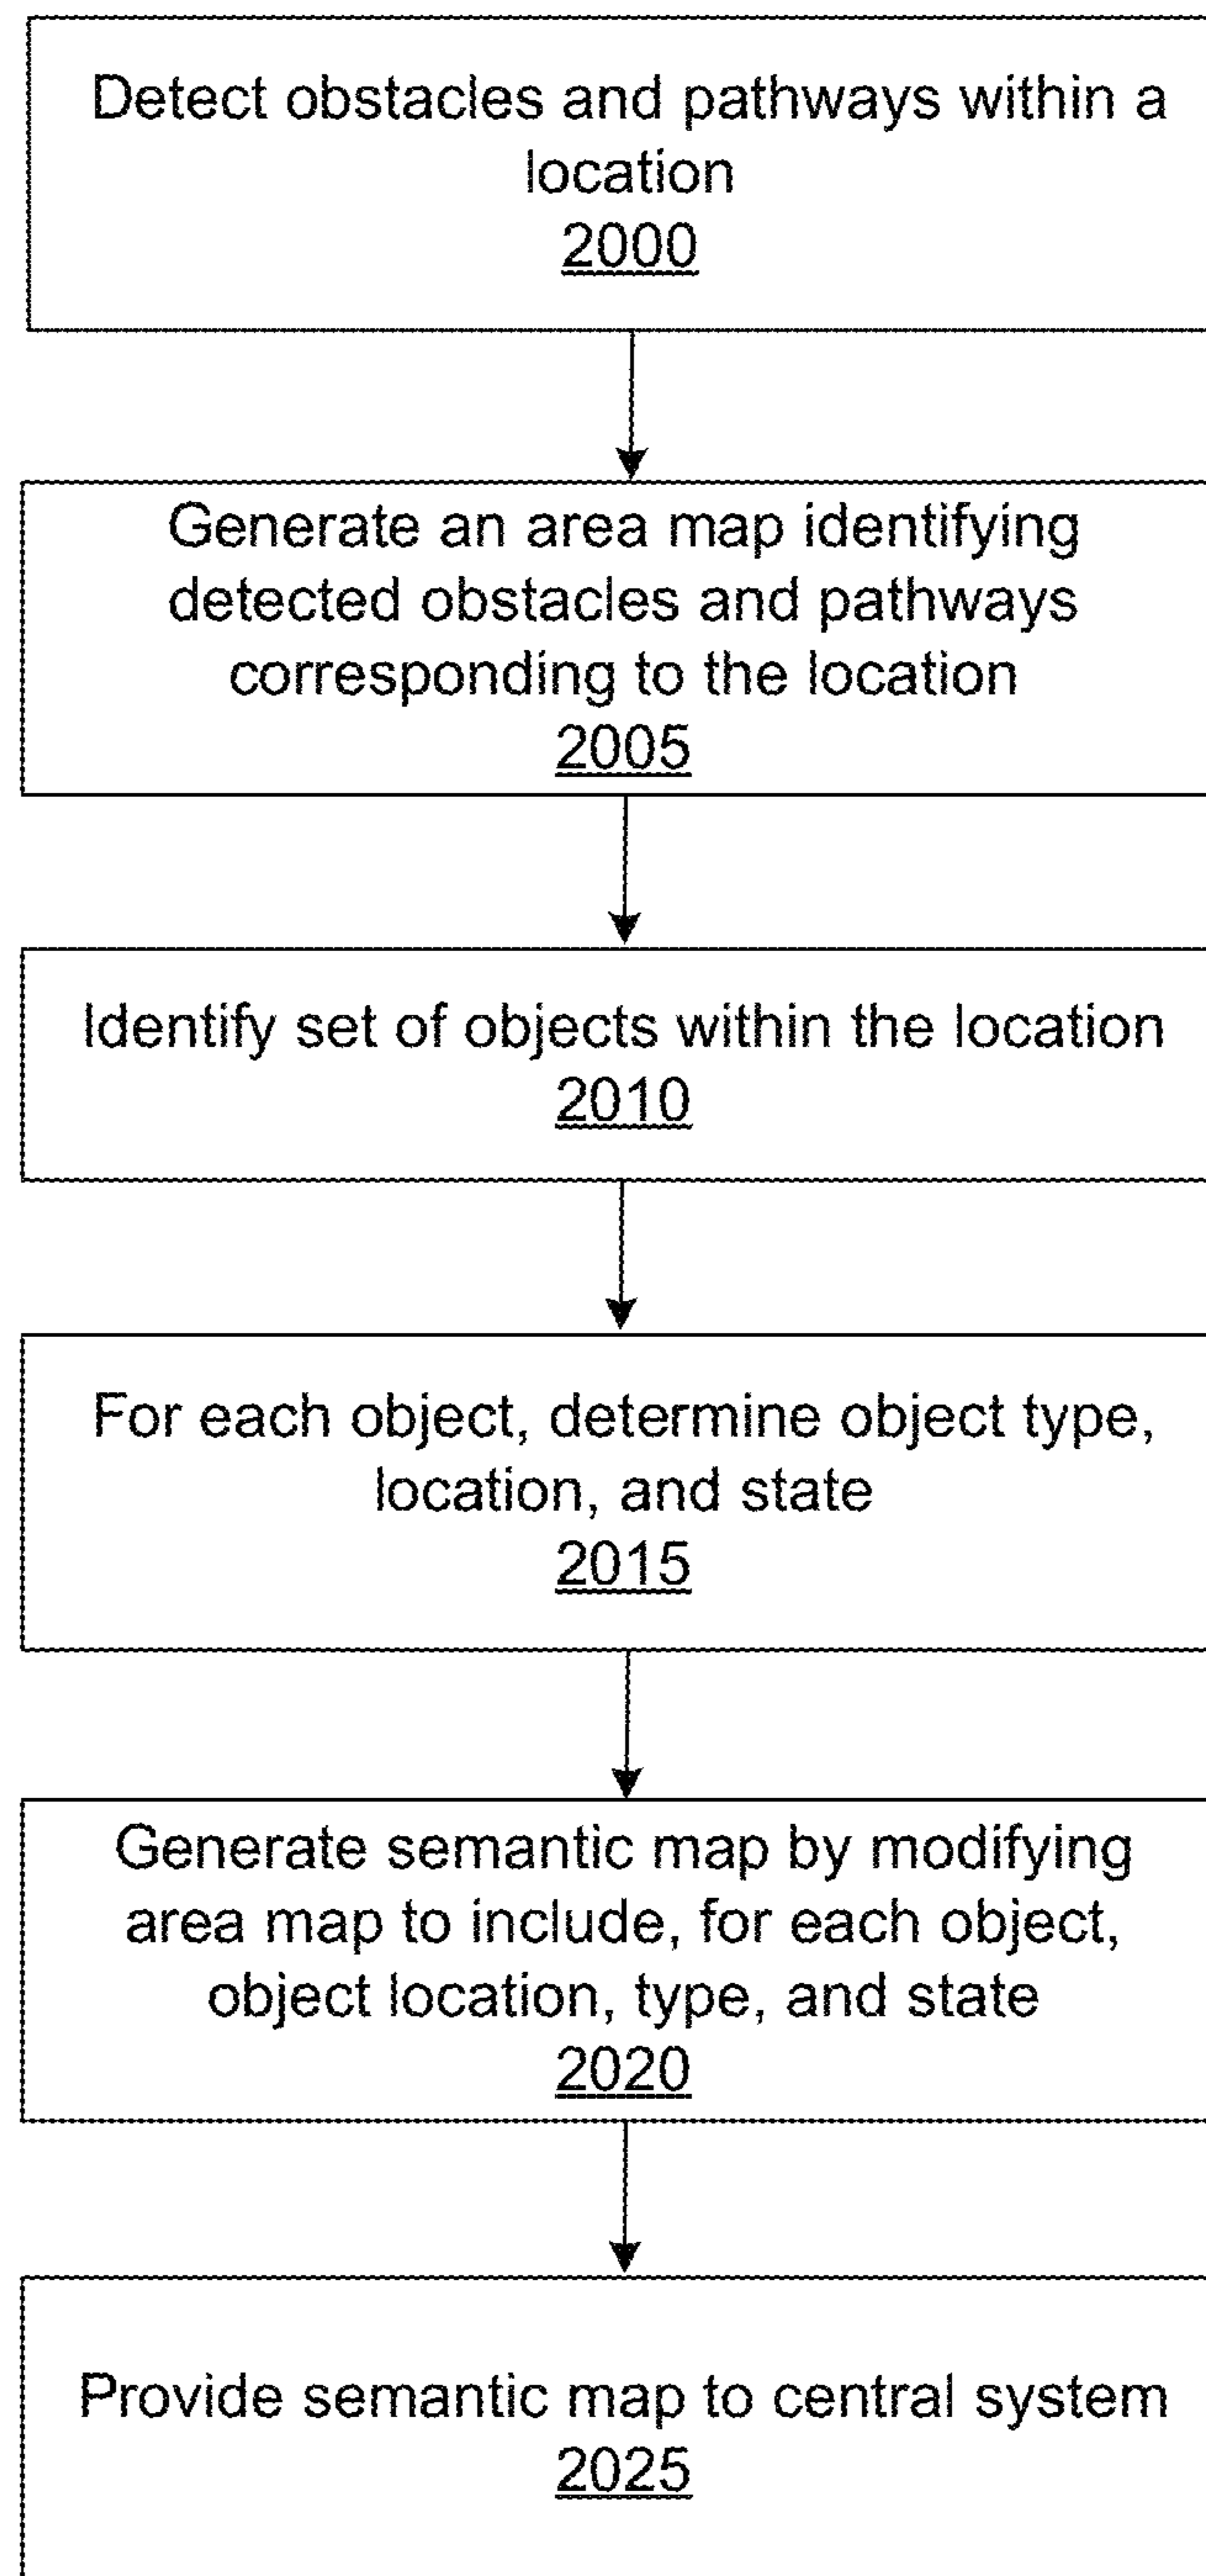 Detect obstacles and pathways within a
location
2000
Generate an area map identifying
detected obstacles and pathways
corresponding to the location
2005
Identify set of objects within the location
2010
For each object, determine object type,
location, and state
2015
Generate semantic map by modifying
area map to include, for each object,
object location, type, and state
2020
Provide semantic map to central system
2025